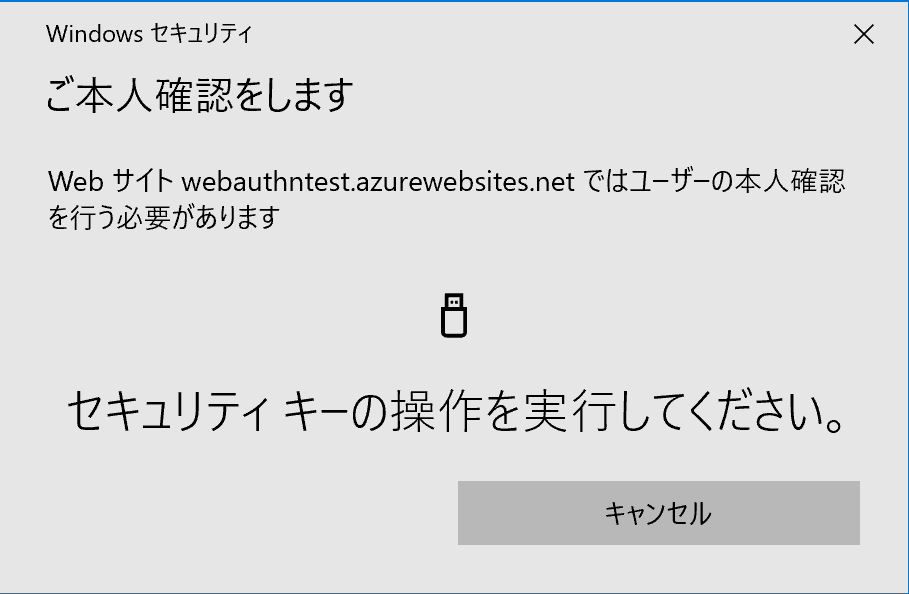 Windows セキュリティ
ご本人確認をします
Web サイト webauthntest.azurewebsites.net ではユーザーの本人確認
を行う必要があります
セキュリティ キーの操作を実行してください。
キャンセル